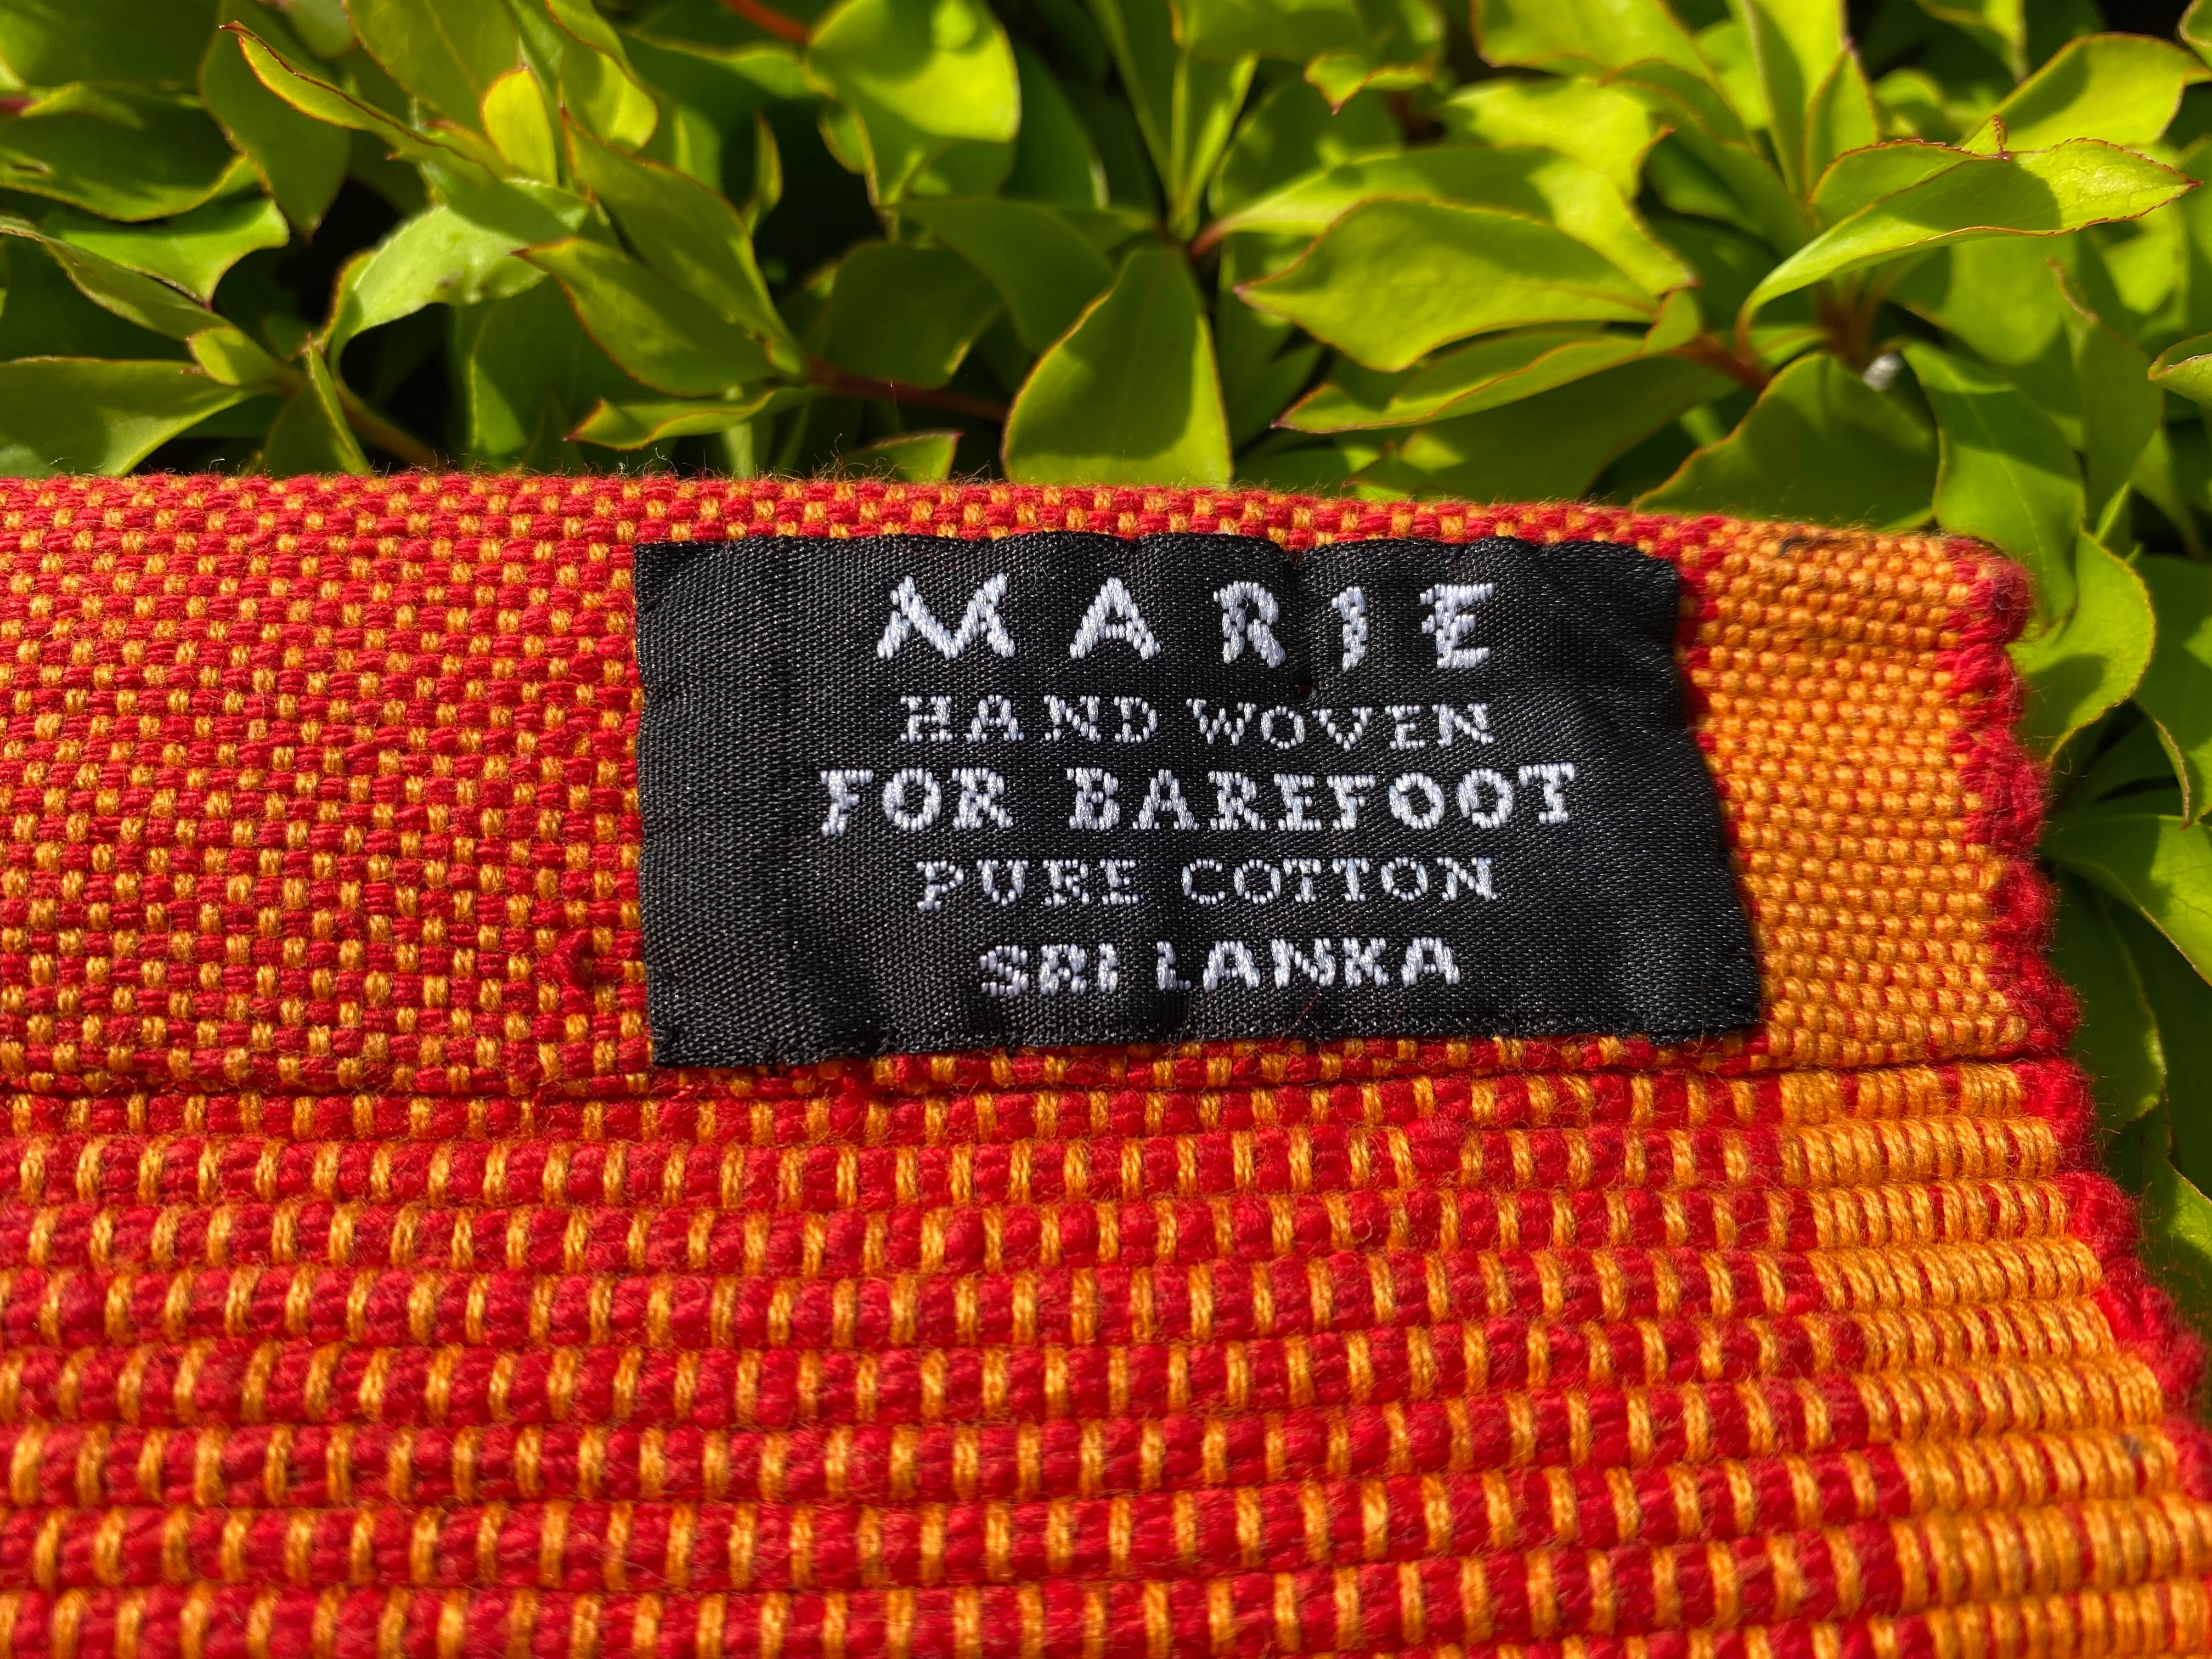 MARIE
HAND WOVEN
FOR BAREFOOT
PURE COTTON
SRI LANKA